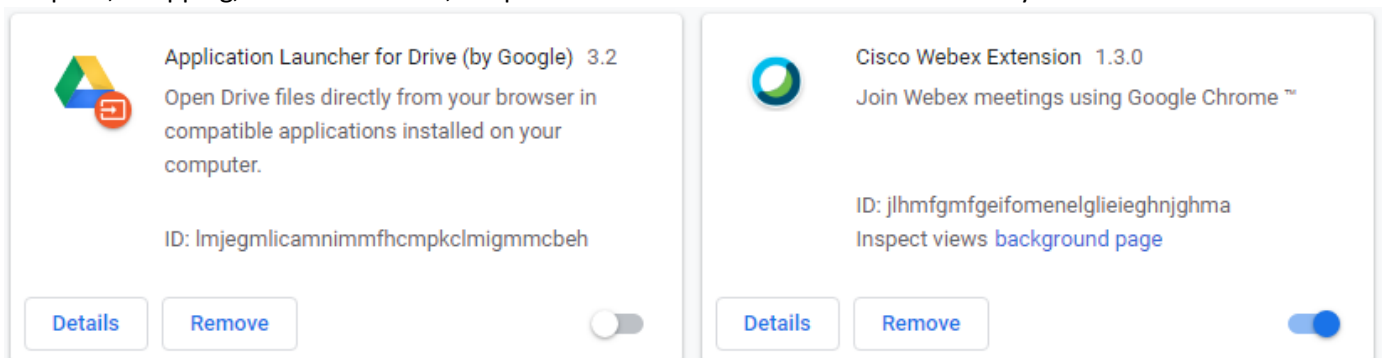 Application Launcher for Drive (by Google) 3.2
Open Drive files directly from your browser in
compatible applications installed on your
computer.
ID: lmjegmlicamnimmfhcmpkclmigmmcbeh
Details Remove
Cisco Webex Extension 1.3.0
Join Webex meetings using Google Chrome ™
ID: jlhmfgmfgeifomenelglieieghnjghma
Inspect views background page
Details Remove